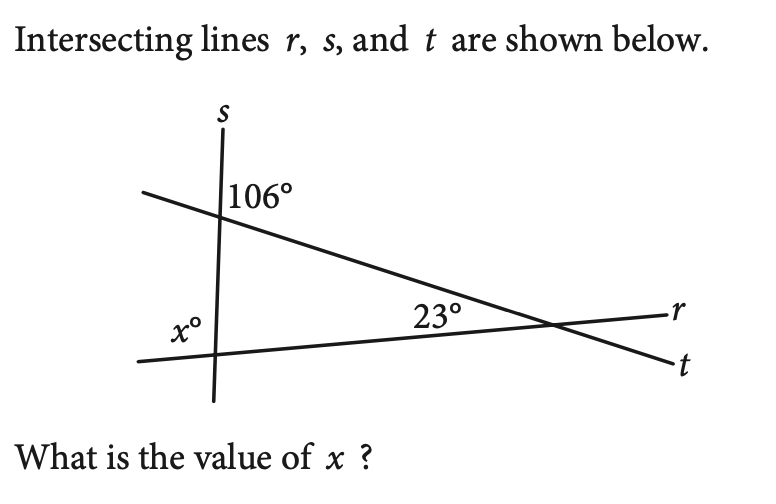 Intersecting lines r, s, and t are shown below.
s
106°
x°
23°
r
t
What is the value of x ?